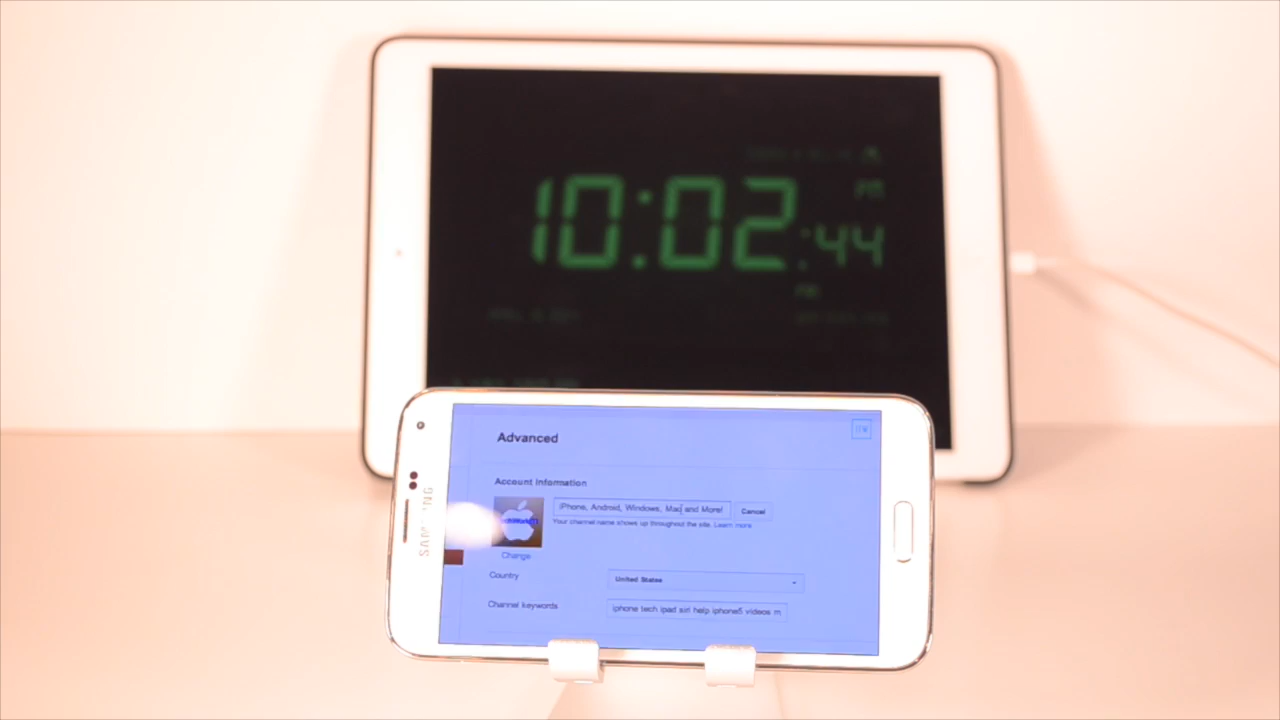 10:02:44
PM
SAMSUNG
Advanced
Account Information
iPhone, Android, Windows, Mac and More!
Cancel
Your channel name shows up throughout the site. Learn more
Change
Country
United States
Channel keywords
iphone tech ipad siri help iphone5 videos m